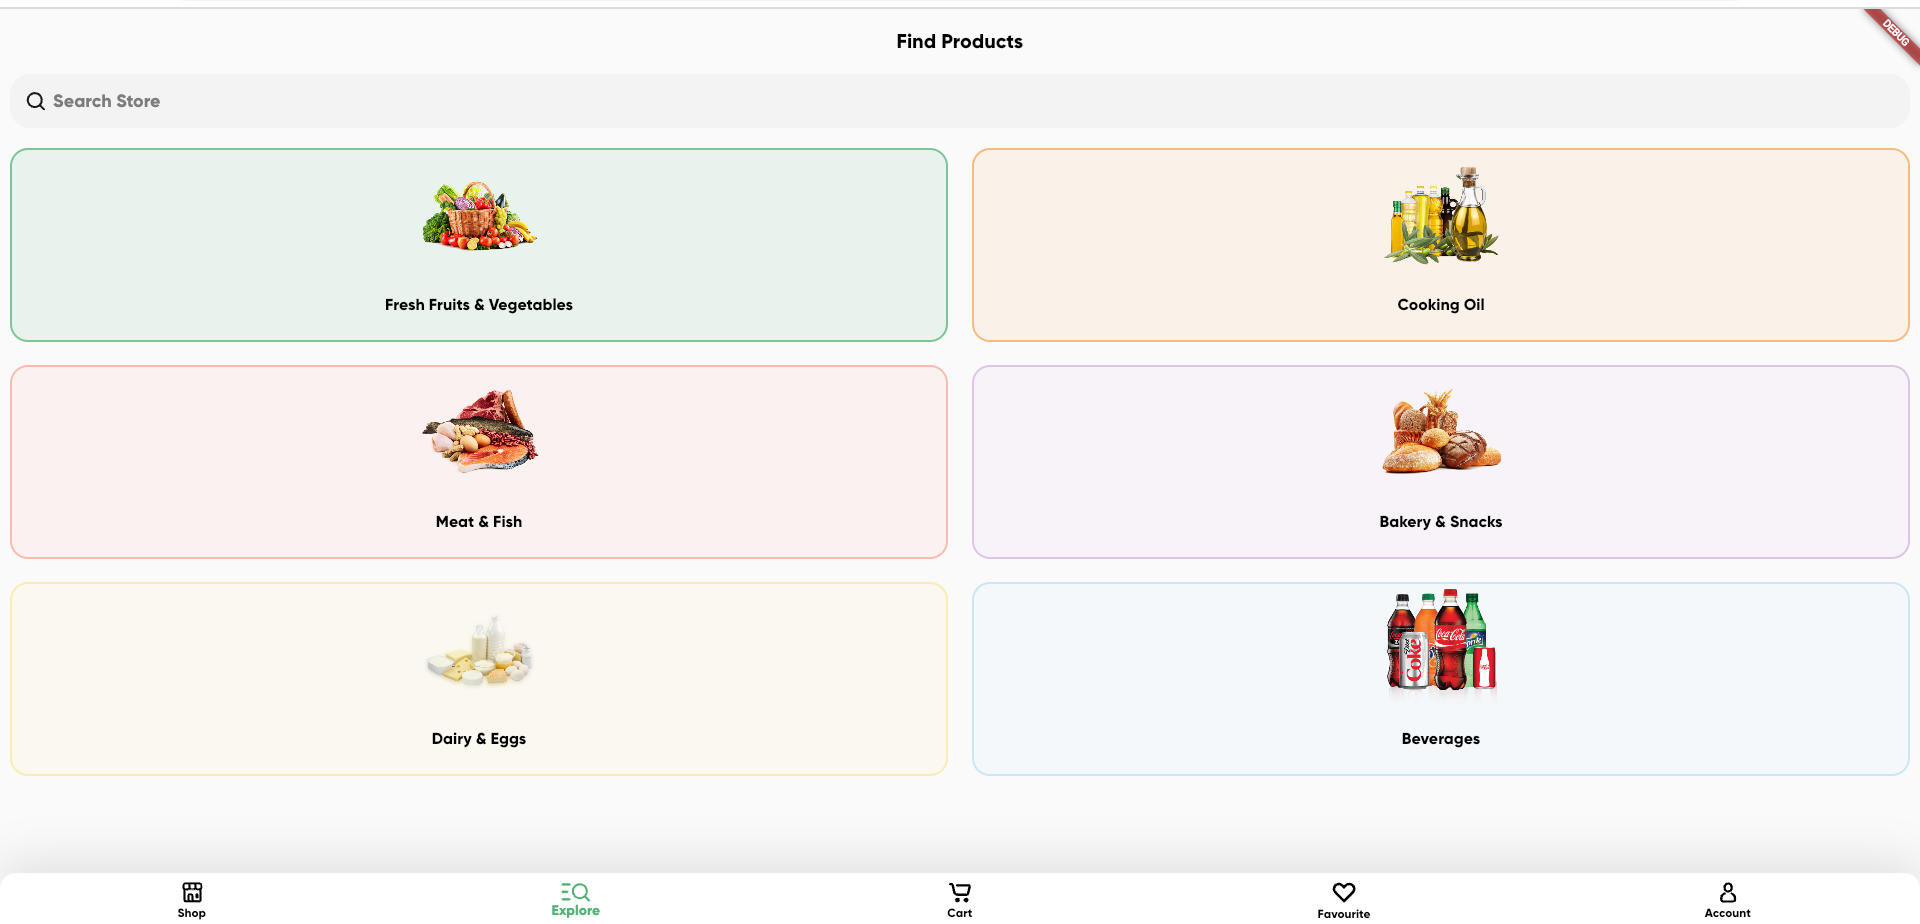 Find Products
DEBUG
Search Store
Fresh Fruits & Vegetables
Cooking Oil
Meat & Fish
Bakery & Snacks
Dairy & Eggs
Coca-Cola
Diet
Coke
Sprite
Beverages
Shop
Explore
Cart
Favourite
Account